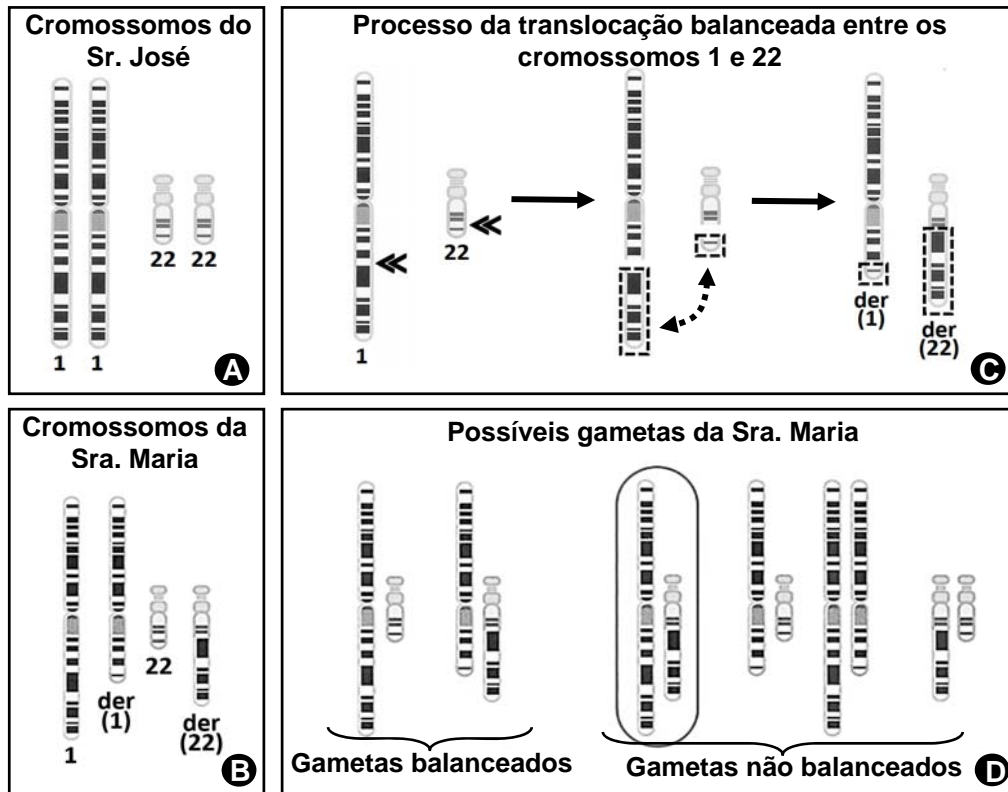 Cromossomos do
Sr. José
1 1
22 22
A
Processo da translocação balanceada entre os
cromossomos 1 e 22
1
22
der
(1)
der
(22)
C
Cromossomos da
Sra. Maria
1
der
(1)
22
der
(22)
B
Possíveis gametas da Sra. Maria
Gametas balanceados
Gametas não balanceados
D